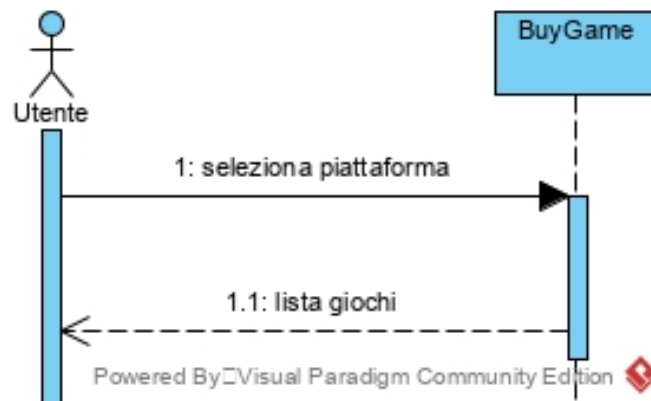 BuyGame
Utente
1: seleziona piattaforma
1.1: lista giochi
Powered By□Visual Paradigm Community Edition